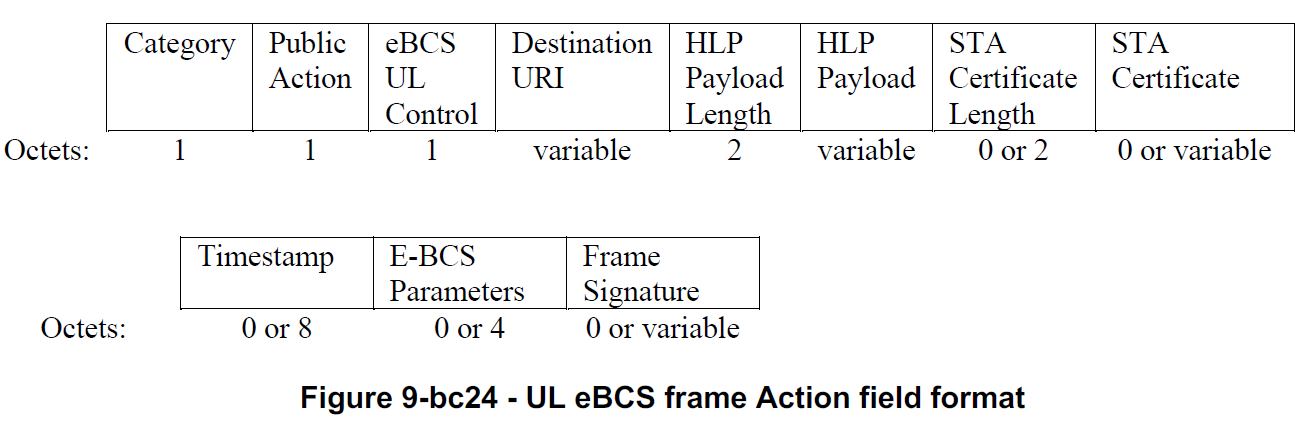 Category Public eBCS Destination HLP HLP STA STA
Action UL URI Payload Payload Certificate Certificate
Control Length Length
Octets: 1 1 1 variable 2 variable 0 or 2 0 or variable
Timestamp E-BCS Frame
Parameters Signature
Octets: 0 or 8 0 or 4 0 or variable
Figure 9-bc24 - UL eBCS frame Action field format